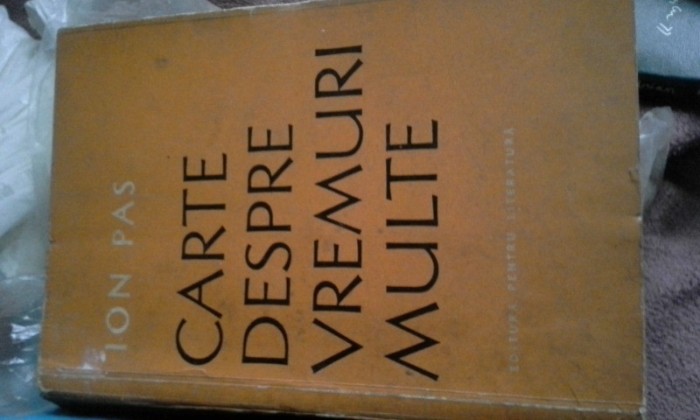 ION PAS
CARTE
DESPRE
VREMURI
MULTE
EDITURA PENTRU LITERATURĂ